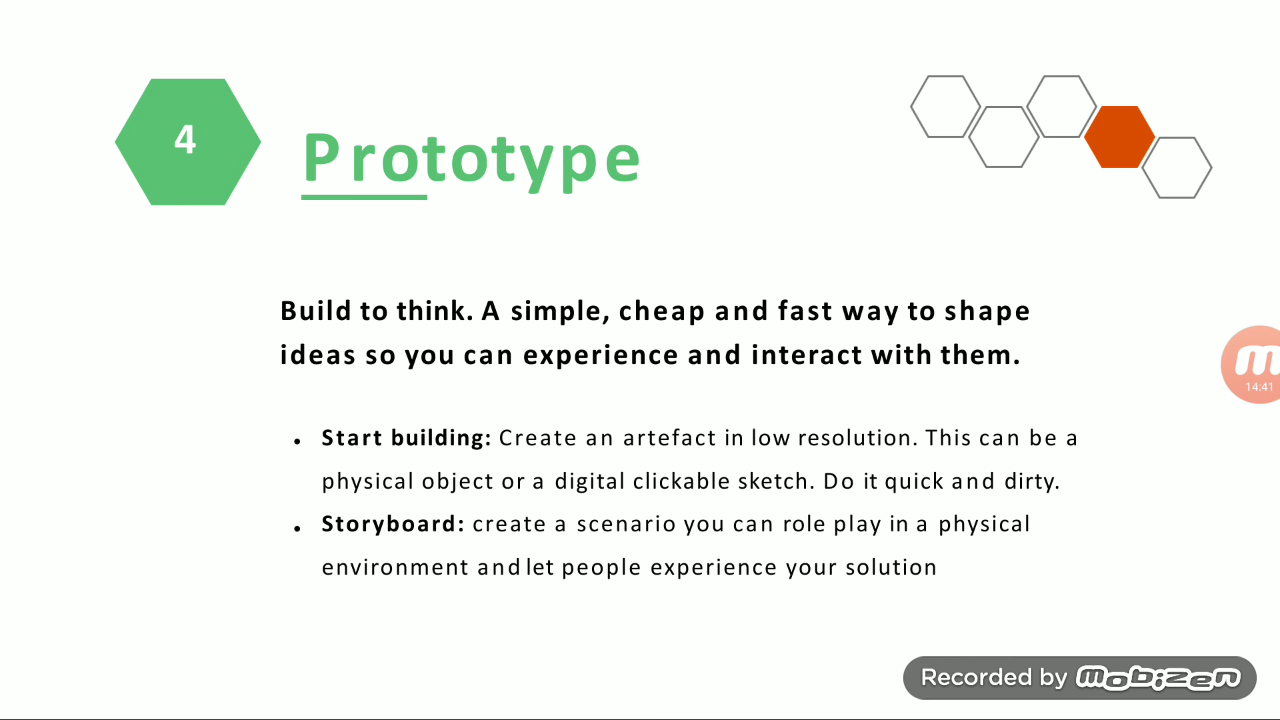 4
Prototype
Build to think. A simple, cheap and fast way to shape
ideas so you can experience and interact with them.
• Start building: Create an artefact in low resolution. This can be a
physical object or a digital clickable sketch. Do it quick and dirty.
• Storyboard: create a scenario you can role play in a physical
environment and let people experience your solution
m
14:41
Recorded by mobizen